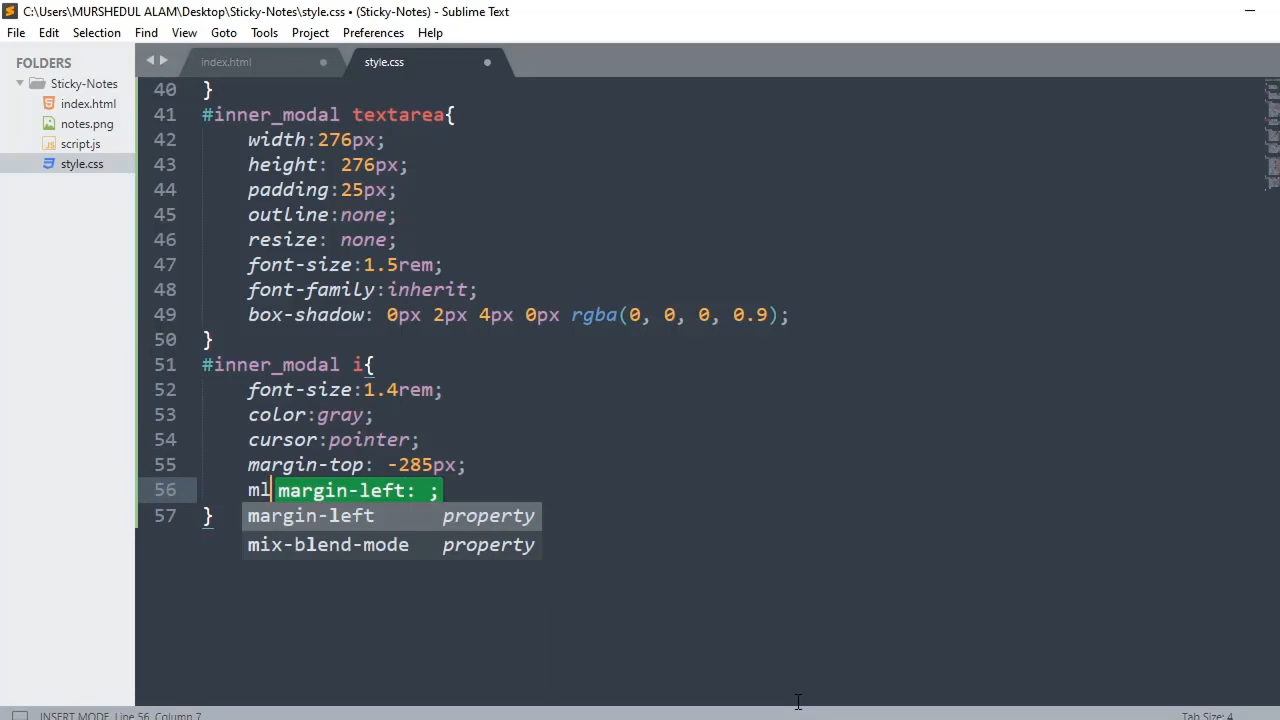 C:\Users\MURSHEDUL ALAM\Desktop\Sticky-Notes\style.css • (Sticky-Notes) - Sublime Text
File Edit Selection Find View Goto Tools Project Preferences Help
FOLDERS
Sticky-Notes
index.html
notes.png
script.js
style.css
index.html
style.css
40 }
41 #inner_modal textarea{
42 width:276px;
43 height: 276px;
44 padding:25px;
45 outline:none;
46 resize: none;
47 font-size:1.5rem;
48 font-family:inherit;
49 box-shadow: 0px 2px 4px 0px rgba(0, 0, 0, 0.9);
50 }
51 #inner_modal i{
52 font-size:1.4rem;
53 color:gray;
54 cursor:pointer;
55 margin-top: -285px;
56 ml margin-left: ;
57 }
margin-left property
mix-blend-mode property
INSERT MODE, Line 56, Column 7
Tab Size: 4